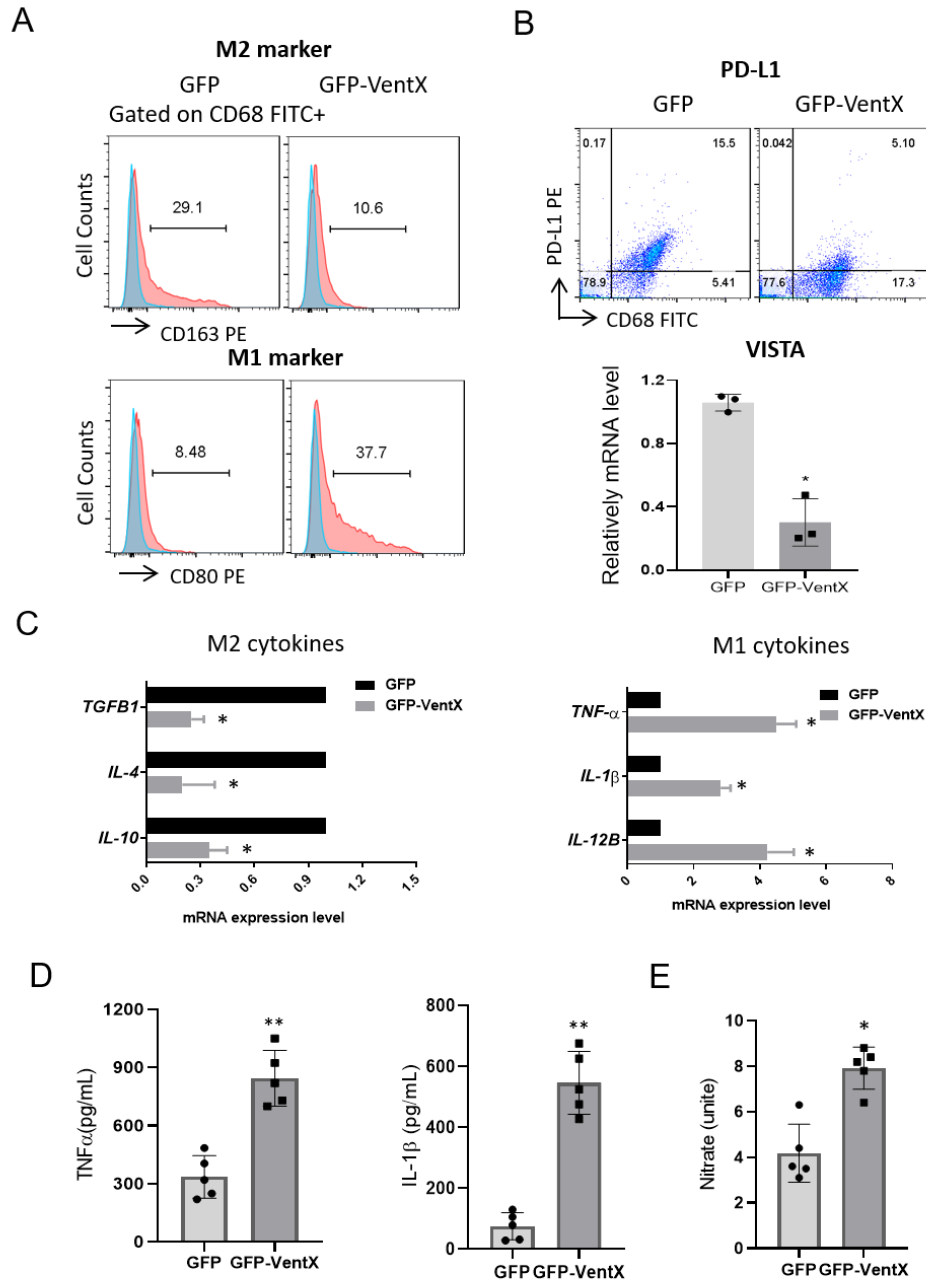 A
M2 marker
GFP GFP-VentX
Gated on CD68 FITC+
Cell Counts
29.1
10.6
CD163 PE
M1 marker
Cell Counts
8.48
37.7
CD80 PE
B
PD-L1
GFP GFP-VentX
PD-L1 PE
0.17 15.5
78.9 5.41
0.042 5.10
77.6 17.3
CD68 FITC
VISTA
Relatively mRNA level
1.2
0.8
0.4
0.0
*
GFP GFP-VentX
C
M2 cytokines
GFP
GFP-VentX
TGFB1 *
IL-4 *
IL-10 *
0.0 0.3 0.6 0.9 1.2 1.5
mRNA expression level
M1 cytokines
GFP
GFP-VentX
TNF-α *
IL-1β *
IL-12B *
0 2 4 6 8
mRNA expression level
D
TNFα(pg/mL)
1200
900
600
300
0
**
GFP GFP-VentX
IL-1β (pg/mL)
800
600
400
200
0
**
GFP GFP-VentX
E
Nitrate (unite)
10
8
6
4
2
0
*
GFP GFP-VentX